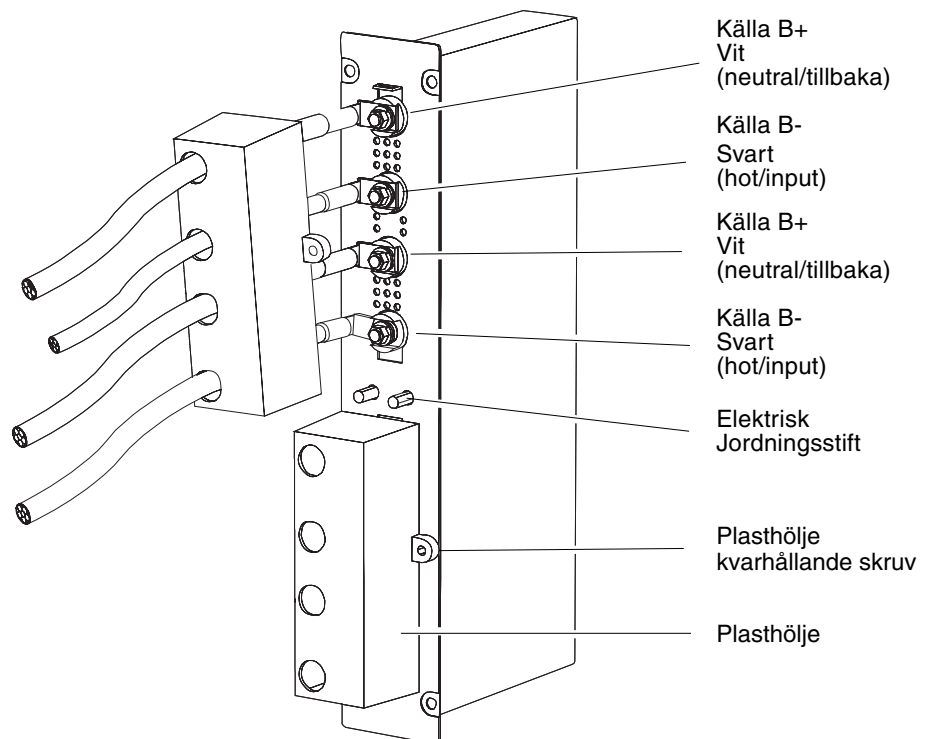 Källa B+
Vit
(neutral/tillbaka)
Källa B-
Svart
(hot/input)
Källa B+
Vit
(neutral/tillbaka)
Källa B-
Svart
(hot/input)
Elektrisk
Jordningsstift
Plasthölje
kvarhållande skruv
Plasthölje